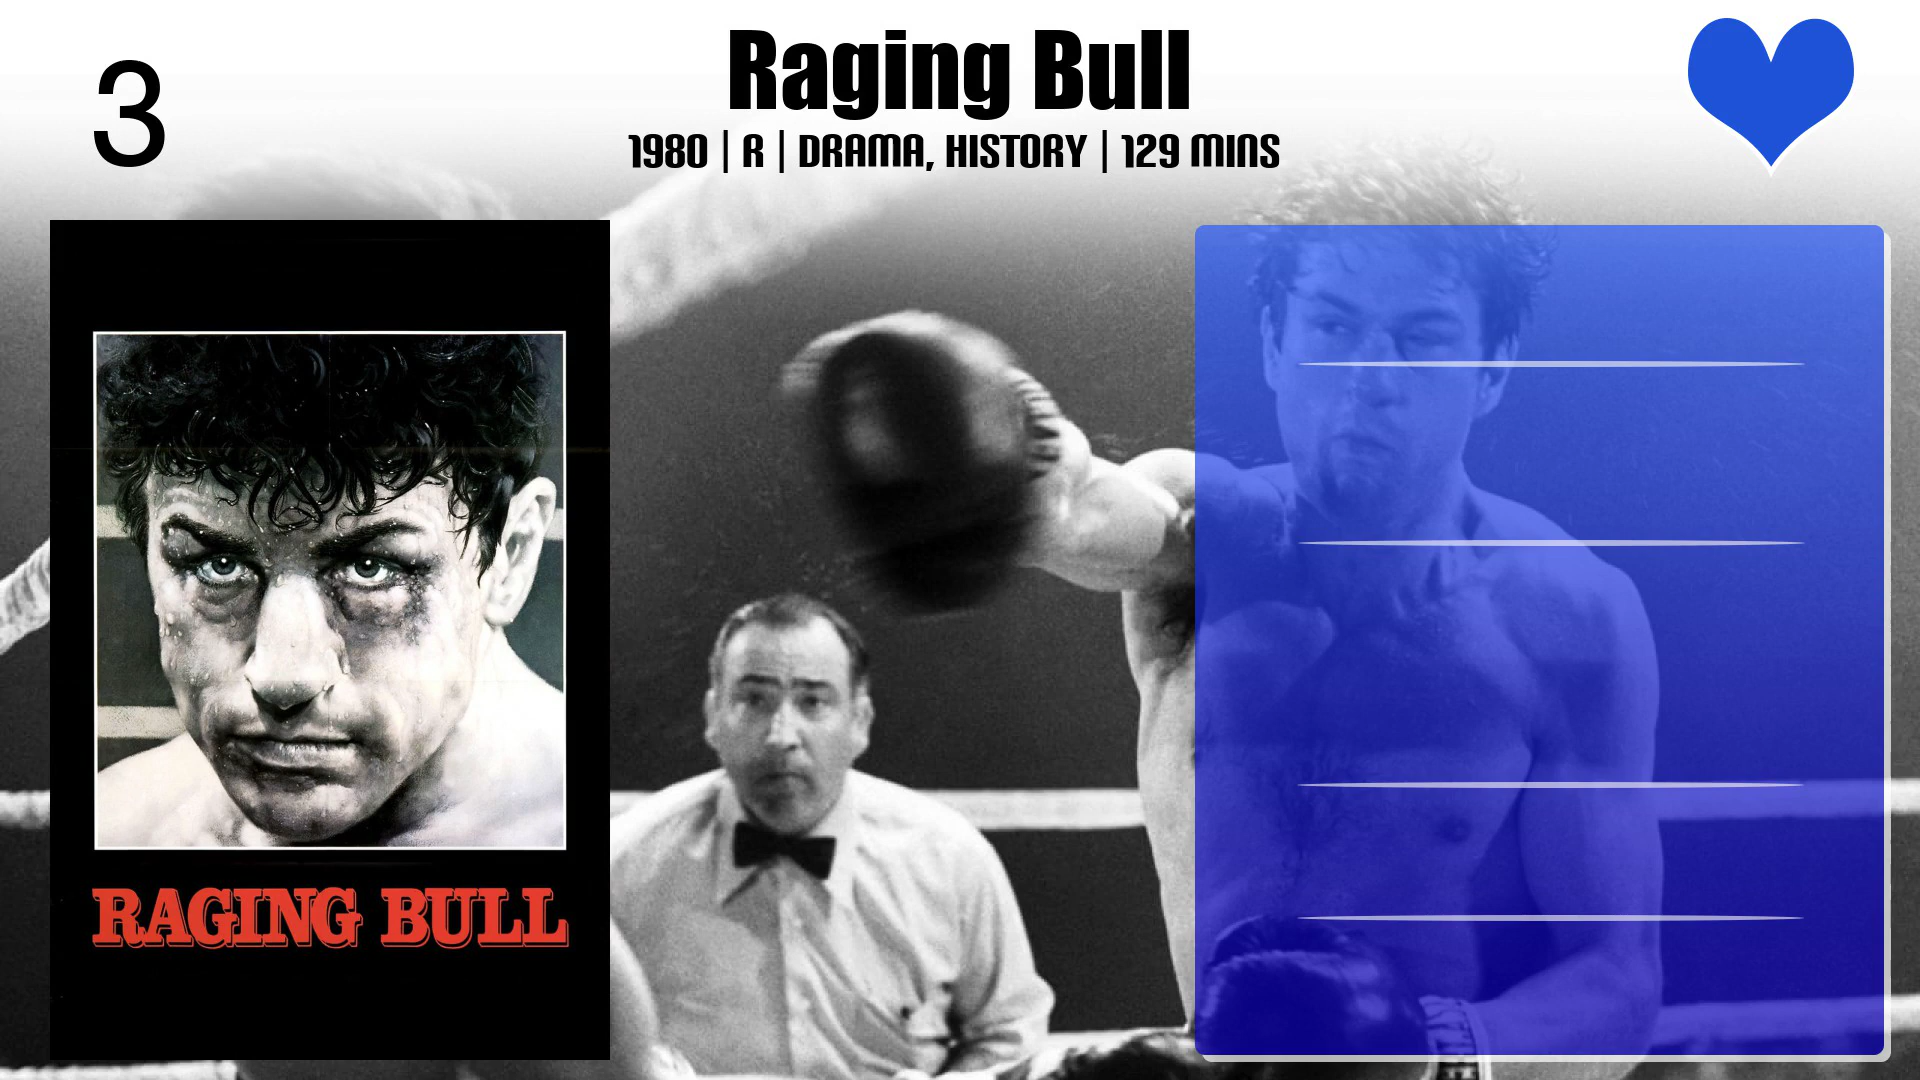 3
Raging Bull
1980 | R | DRAMA, HISTORY | 129 MINS
RAGING BULL